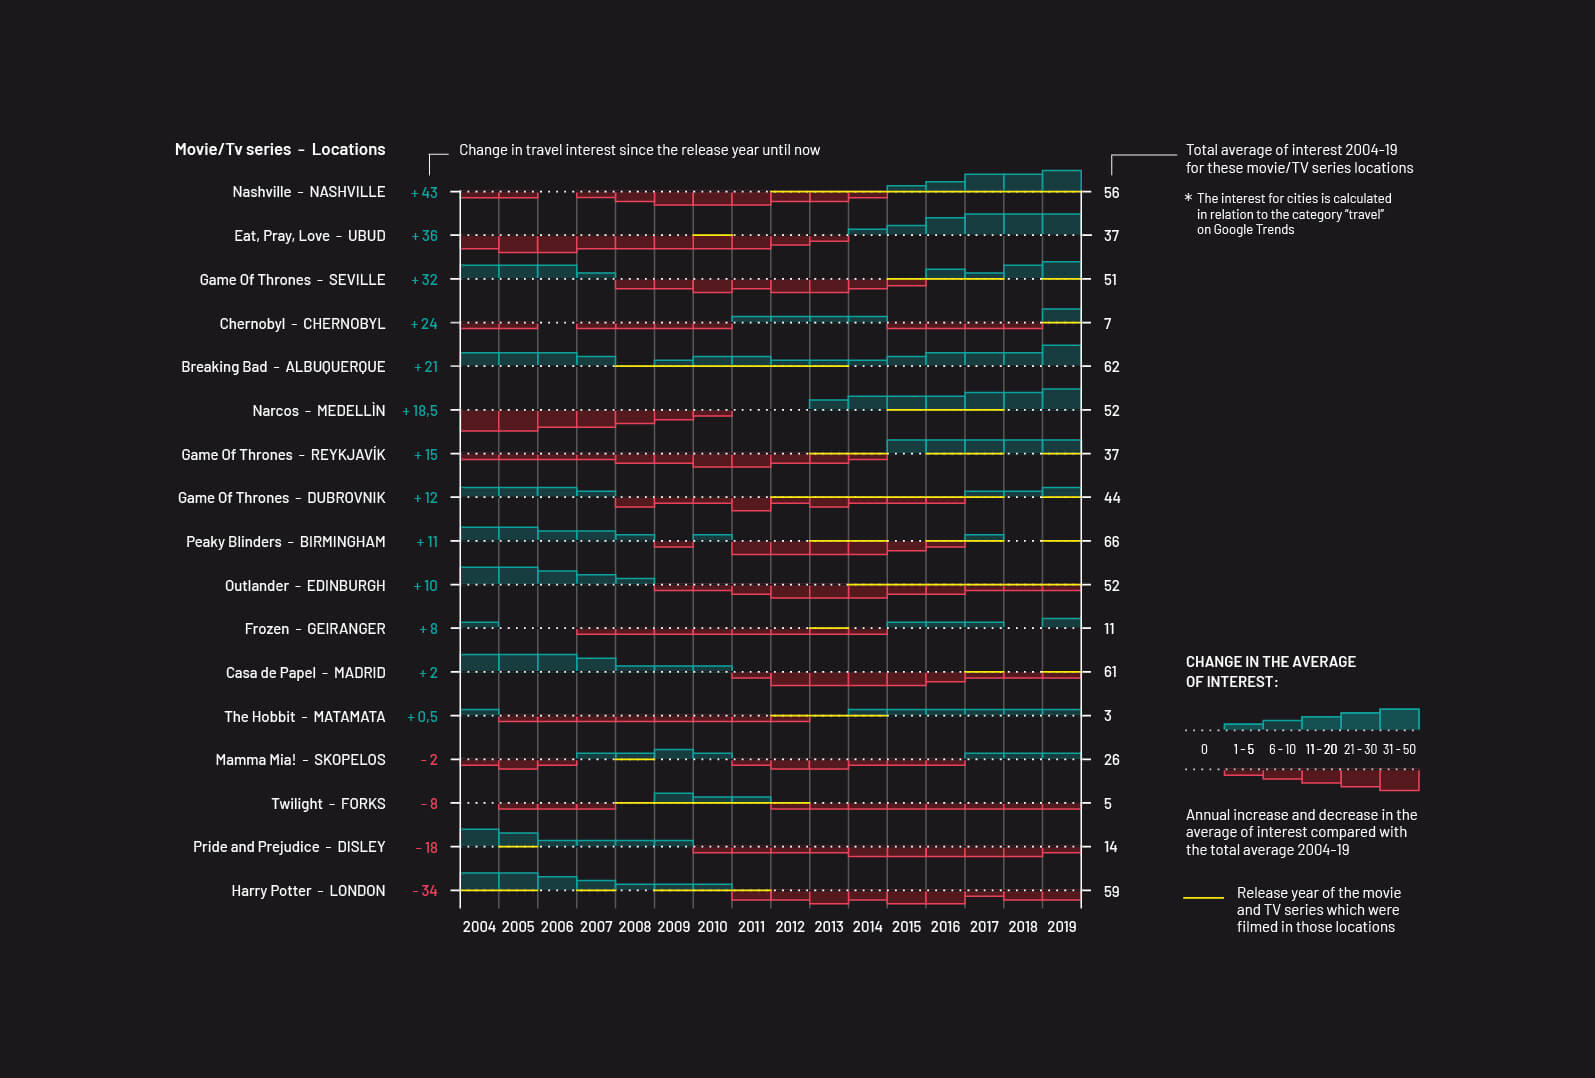 Movie/Tv series - Locations
Change in travel interest since the release year until now
Total average of interest 2004-19
for these movie/TV series locations
* The interest for cities is calculated
in relation to the category “travel”
on Google Trends
Nashville - NASHVILLE +43 56
Eat, Pray, Love - UBUD +36 37
Game Of Thrones - SEVILLE +32 51
Chernobyl - CHERNOBYL +24 7
Breaking Bad - ALBUQUERQUE +21 62
Narcos - MEDELLÌN +18,5 52
Game Of Thrones - REYKJAVÍK +15 37
Game Of Thrones - DUBROVNIK +12 44
Peaky Blinders - BIRMINGHAM +11 66
Outlander - EDINBURGH +10 52
Frozen - GEIRANGER +8 11
Casa de Papel - MADRID +2 61
The Hobbit - MATAMATA +0,5 3
Mamma Mia! - SKOPELOS -2 26
Twilight - FORKS -8 5
Pride and Prejudice - DISLEY -18 14
Harry Potter - LONDON -34 59
2004 2005 2006 2007 2008 2009 2010 2011 2012 2013 2014 2015 2016 2017 2018 2019
CHANGE IN THE AVERAGE
OF INTEREST:
0 1-5 6-10 11-20 21-30 31-50
Annual increase and decrease in the
average of interest compared with
the total average 2004-19
Release year of the movie
and TV series which were
filmed in those locations